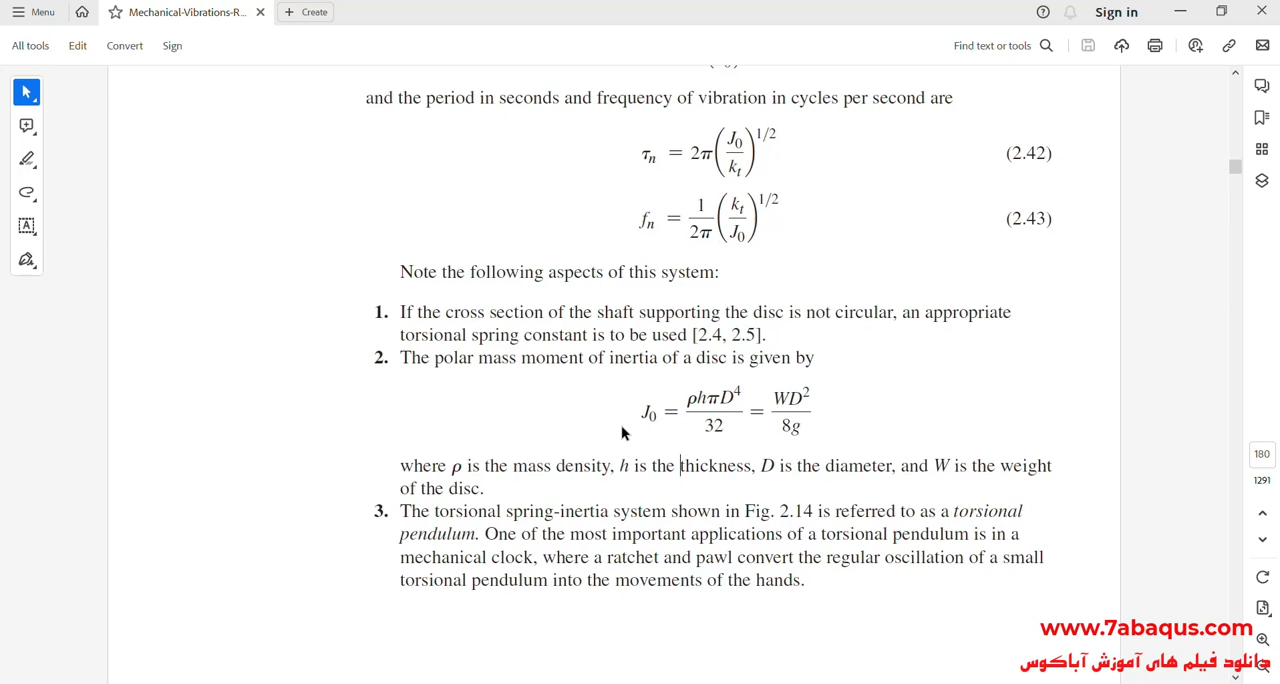 Menu
Mechanical-Vibrations-R...
Create
Sign in
All tools
Edit
Convert
Sign
Find text or tools
and the period in seconds and frequency of vibration in cycles per second are
τn = 2π(J0/kt)^1/2 (2.42)
fn = 1/2π (kt/J0)^1/2 (2.43)
Note the following aspects of this system:
1. If the cross section of the shaft supporting the disc is not circular, an appropriate
torsional spring constant is to be used [2.4, 2.5].
2. The polar mass moment of inertia of a disc is given by
J0 = ρhπD^4/32 = WD^2/8g
where ρ is the mass density, h is the thickness, D is the diameter, and W is the weight
of the disc.
3. The torsional spring-inertia system shown in Fig. 2.14 is referred to as a torsional
pendulum. One of the most important applications of a torsional pendulum is in a
mechanical clock, where a ratchet and pawl convert the regular oscillation of a small
torsional pendulum into the movements of the hands.
180
1291
www.7abaqus.com
دانلود فیلم های آموزش آباکوس